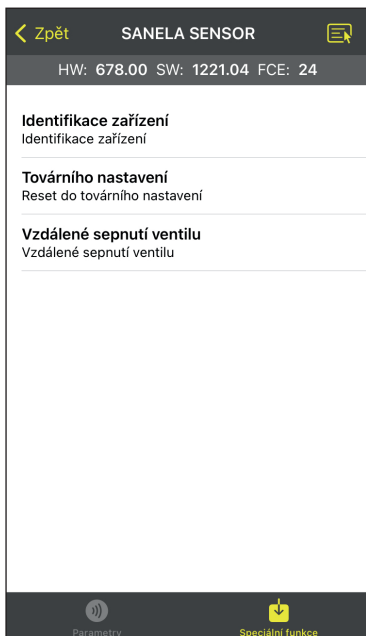 Zpět SANELA SENSOR
HW: 678.00 SW: 1221.04 FCE: 24
Identifikace zařízení
Identifikace zařízení
Továrního nastavení
Reset do továrního nastavení
Vzdálené sepnutí ventilu
Vzdálené sepnutí ventilu
Parametry Speciální funkce